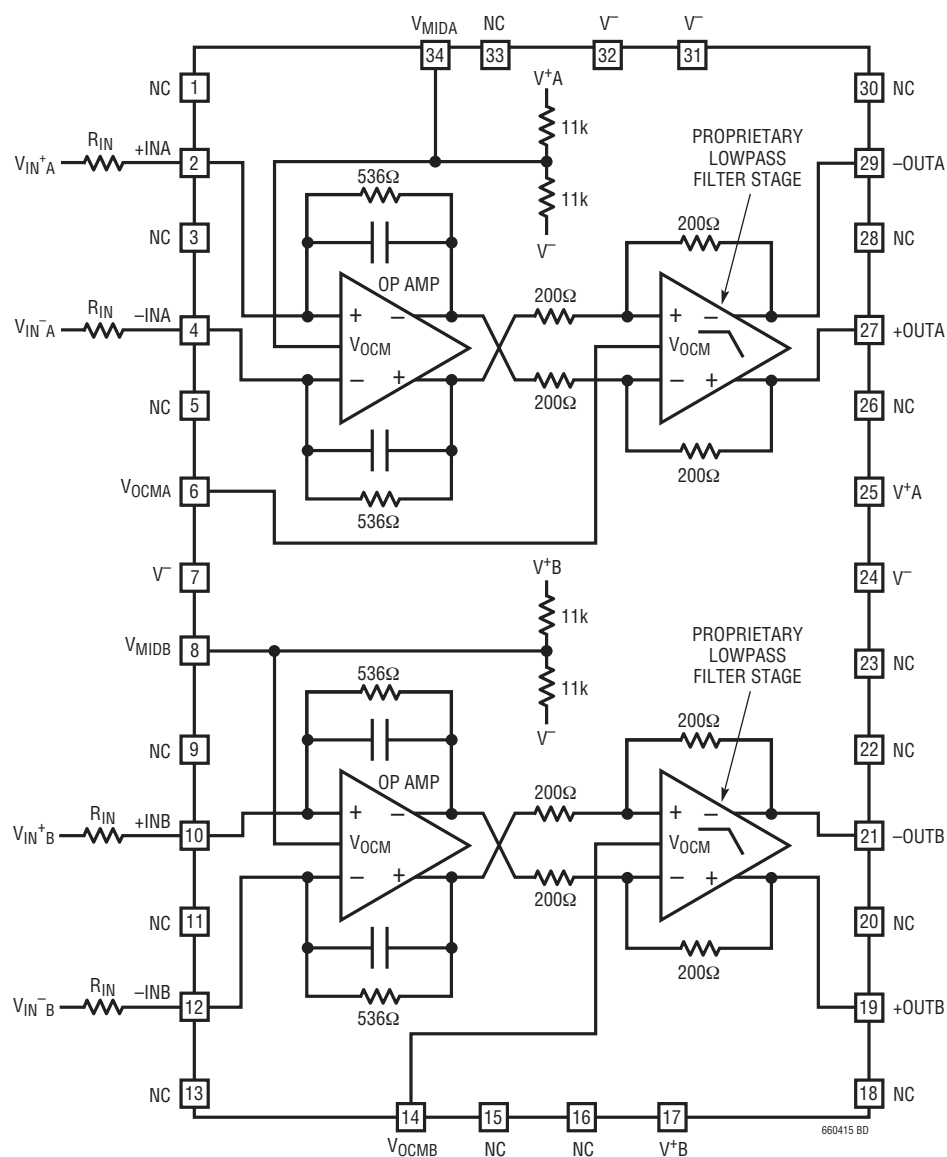 VMIDA NC V– V–
34 33 32 31
NC 1
30 NC
V+A
11k
RIN +INA
VIN+A 2
PROPRIETARY
LOWPASS
FILTER STAGE
29 –OUTA
536Ω
11k
V–
NC 3
200Ω
28 NC
OP AMP
RIN –INA
VIN–A 4
200Ω
+ –
VOCM
– +
+ –
VOCM
– +
27 +OUTA
200Ω
NC 5
26 NC
200Ω
VOCMA 6
536Ω
25 V+A
V– 7
V+B
24 V–
11k
VMIDB 8
PROPRIETARY
LOWPASS
FILTER STAGE
23 NC
536Ω
11k
V–
NC 9
200Ω
22 NC
OP AMP
RIN +INB
VIN+B 10
200Ω
+ –
VOCM
– +
+ –
VOCM
– +
21 –OUTB
200Ω
NC 11
20 NC
200Ω
RIN –INB
VIN–B 12
536Ω
19 +OUTB
NC 13
18 NC
14 15 16 17
VOCMB NC NC V+B
660415 BD